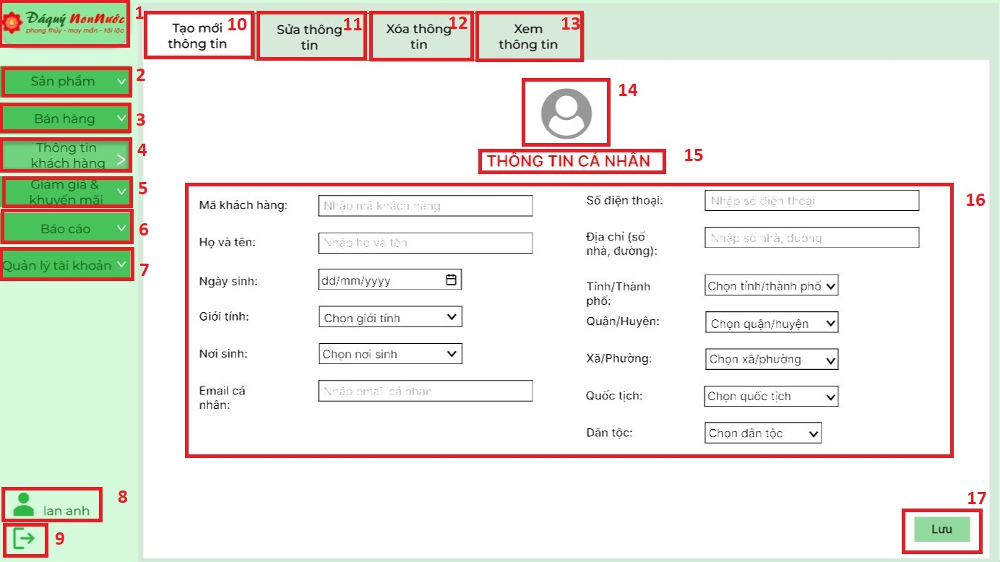 Đáquý NonNước
phong thủy - may mắn - tài lộc
1
Sản phẩm
2
Bán hàng
3
Thông tin
khách hàng
4
Giảm giá &
khuyến mãi
5
Báo cáo
6
Quản lý tài khoản
7
lan anh
8
9
Tạo mới
thông tin
10
Sửa thông
tin
11
Xóa thông
tin
12
Xem
thông tin
13
14
THÔNG TIN CÁ NHÂN
15
16
Mã khách hàng:
Nhập mã khách hàng
Họ và tên:
Nhập họ và tên
Ngày sinh:
dd/mm/yyyy
Giới tính:
Chọn giới tính
Nơi sinh:
Chọn nơi sinh
Email cá
nhân:
Nhập email cá nhân
Số điện thoại:
Nhập số điện thoại
Địa chỉ (số
nhà, đường):
Nhập số nhà, đường
Tỉnh/Thành
phố:
Chọn tỉnh/thành phố
Quận/Huyện:
Chọn quận/huyện
Xã/Phường:
Chọn xã/phường
Quốc tịch:
Chọn quốc tịch
Dân tộc:
Chọn dân tộc
17
Lưu